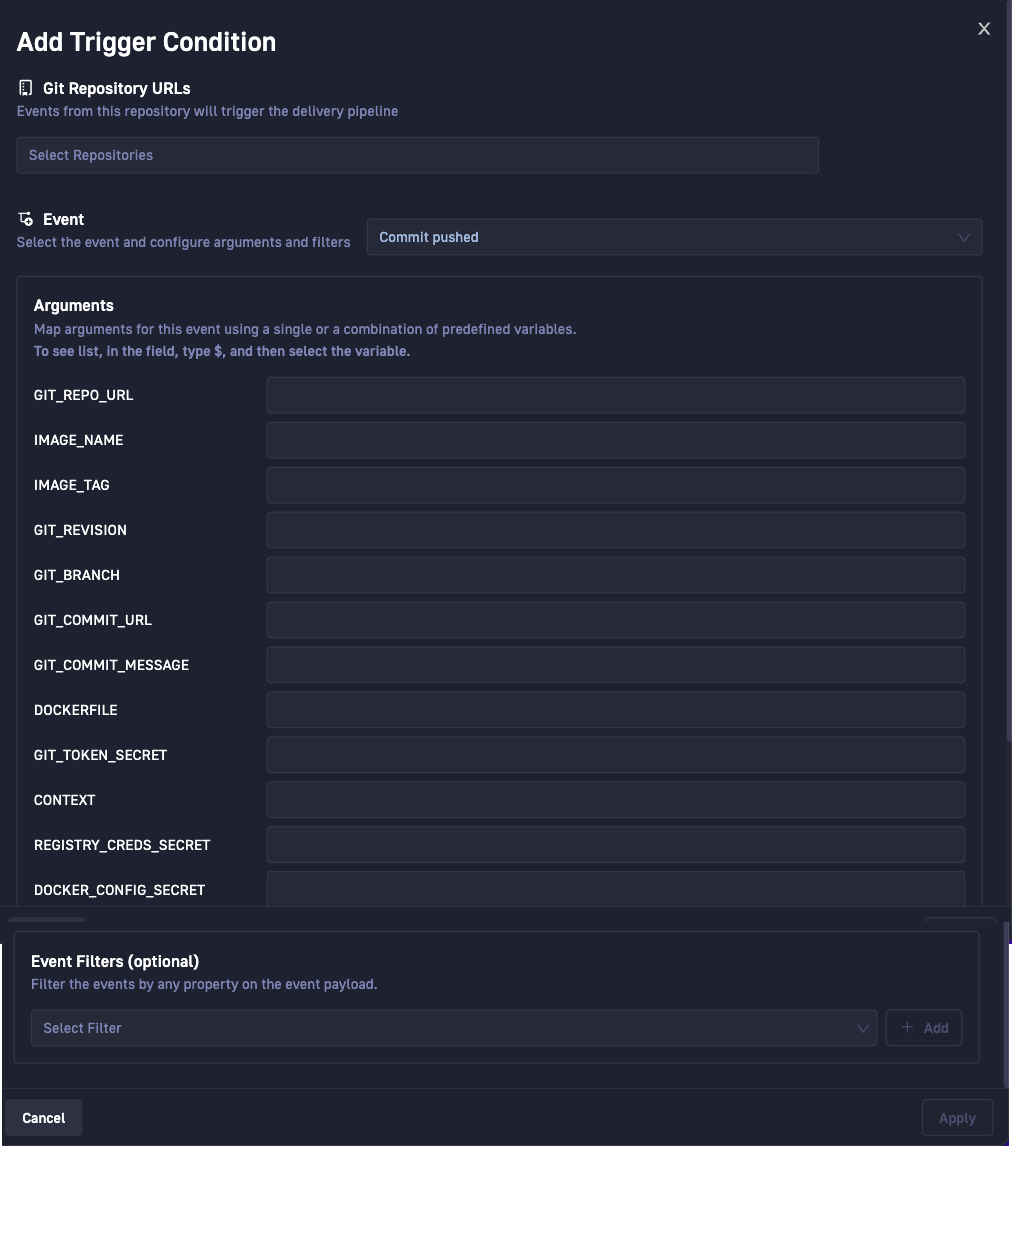 Add Trigger Condition
Git Repository URLs
Events from this repository will trigger the delivery pipeline
Select Repositories
Event
Select the event and configure arguments and filters
Commit pushed
Arguments
Map arguments for this event using a single or a combination of predefined variables.
To see list, in the field, type $, and then select the variable.
GIT_REPO_URL
IMAGE_NAME
IMAGE_TAG
GIT_REVISION
GIT_BRANCH
GIT_COMMIT_URL
GIT_COMMIT_MESSAGE
DOCKERFILE
GIT_TOKEN_SECRET
CONTEXT
REGISTRY_CREDS_SECRET
DOCKER_CONFIG_SECRET
Event Filters (optional)
Filter the events by any property on the event payload.
Select Filter
+ Add
Cancel
Apply